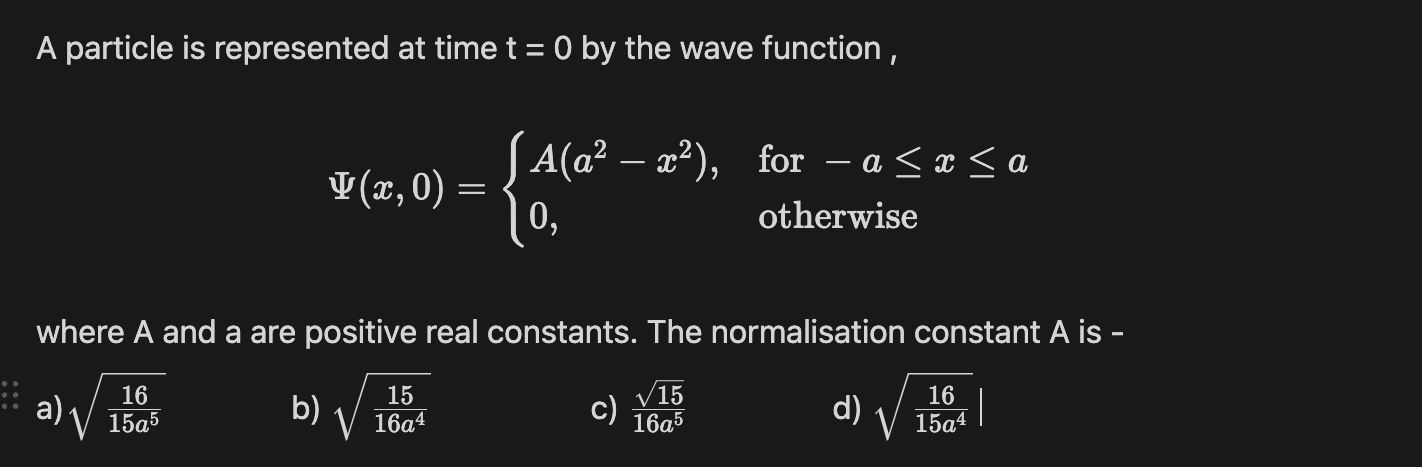 A particle is represented at time t = 0 by the wave function ,
Ψ(x, 0) = { A(a² − x²), for − a ≤ x ≤ a
0, otherwise
where A and a are positive real constants. The normalisation constant A is -
a) √(16/15a⁵) b) √(15/16a⁴) c) √15/16a⁵ d) √(16/15a⁴)